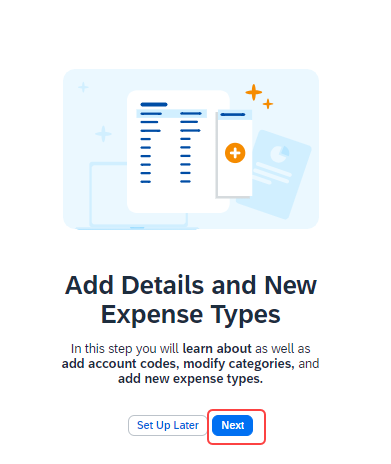 Add Details and New
Expense Types
In this step you will learn about as well as
add account codes, modify categories, and
add new expense types.
Set Up Later
Next